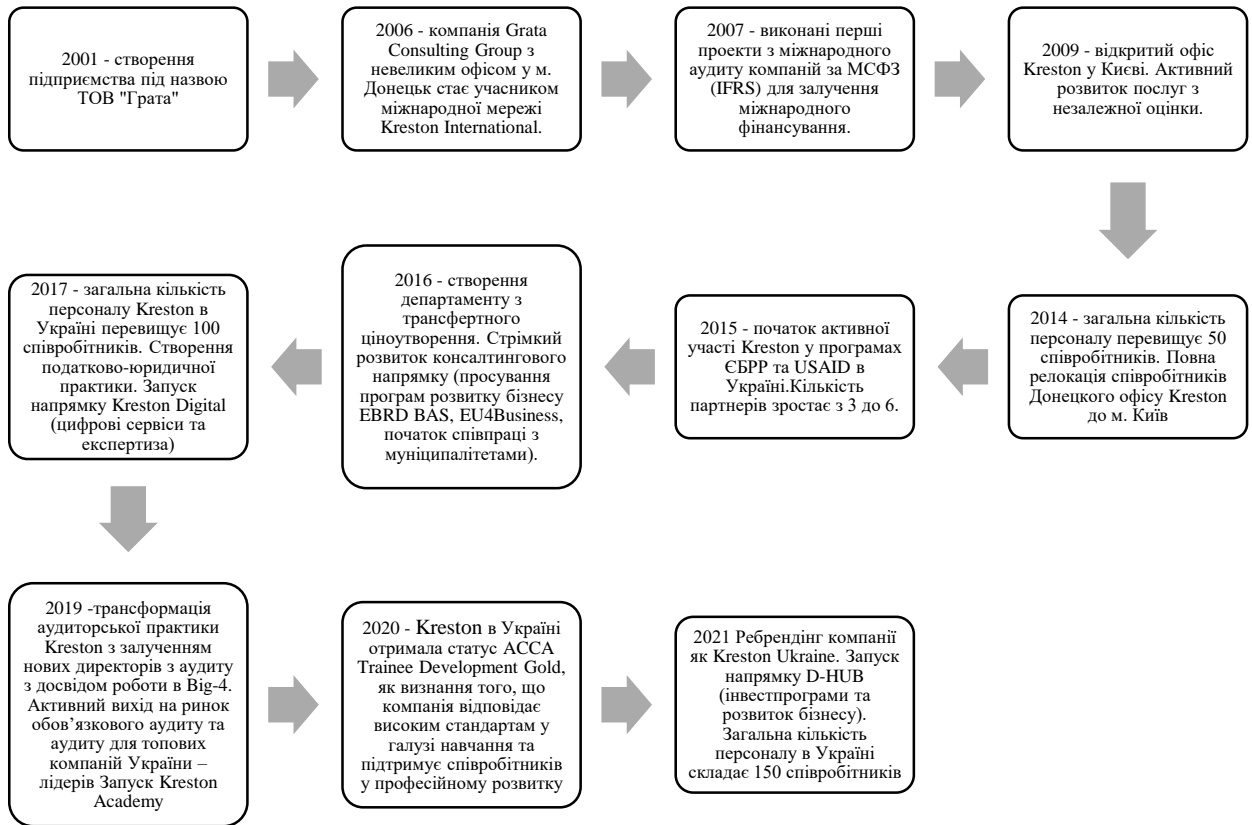 2001 - створення
підприємства під назвою
ТОВ "Грата"
2006 - компанія Grata
Consulting Group з
невеликим офісом у м.
Донецьк стає учасником
міжнародної мережі
Kreston International.
2007 - виконані перші
проекти з міжнародного
аудиту компаній за МСФЗ
(IFRS) для залучення
міжнародного
фінансування.
2009 - відкритий офіс
Kreston у Києві. Активний
розвиток послуг з
незалежної оцінки.
2014 - загальна кількість
персоналу перевищує 50
співробітників. Повна
релокація співробітників
Донецкого офісу Kreston
до м. Київ
2015 - початок активної
участі Kreston у програмах
ЄБРР та USAID в
Україні.Кількість
партнерів зростає з 3 до 6.
2016 - створення
департаменту з
трансфертного
ціноутворення. Стрімкий
розвиток консалтингового
напрямку (просування
програм розвитку бізнесу
EBRD BAS, EU4Business,
початок співпраці з
муніципалітетами).
2017 - загальна кількість
персоналу Kreston в
Україні перевищує 100
співробітників. Створення
податково-юридичної
практики. Запуск
напрямку Kreston Digital
(цифрові сервіси та
експертиза)
2019 -трансформація
аудиторської практики
Kreston з залученням
нових директорів з аудиту
з досвідом роботи в Big-4.
Активний вихід на ринок
обов’язкового аудиту та
аудиту для топових
компаній України –
лідерів Запуск Kreston
Academy
2020 - Kreston в Україні
отримала статус ACCA
Trainee Development Gold,
як визнання того, що
компанія відповідає
високим стандартам у
галузі навчання та
підтримує співробітників
у професійному розвитку
2021 Ребрендінг компанії
як Kreston Ukraine. Запуск
напрямку D-HUB
(інвестпрограми та
розвиток бізнесу).
Загальна кількість
персоналу в Україні
складає 150 співробітників